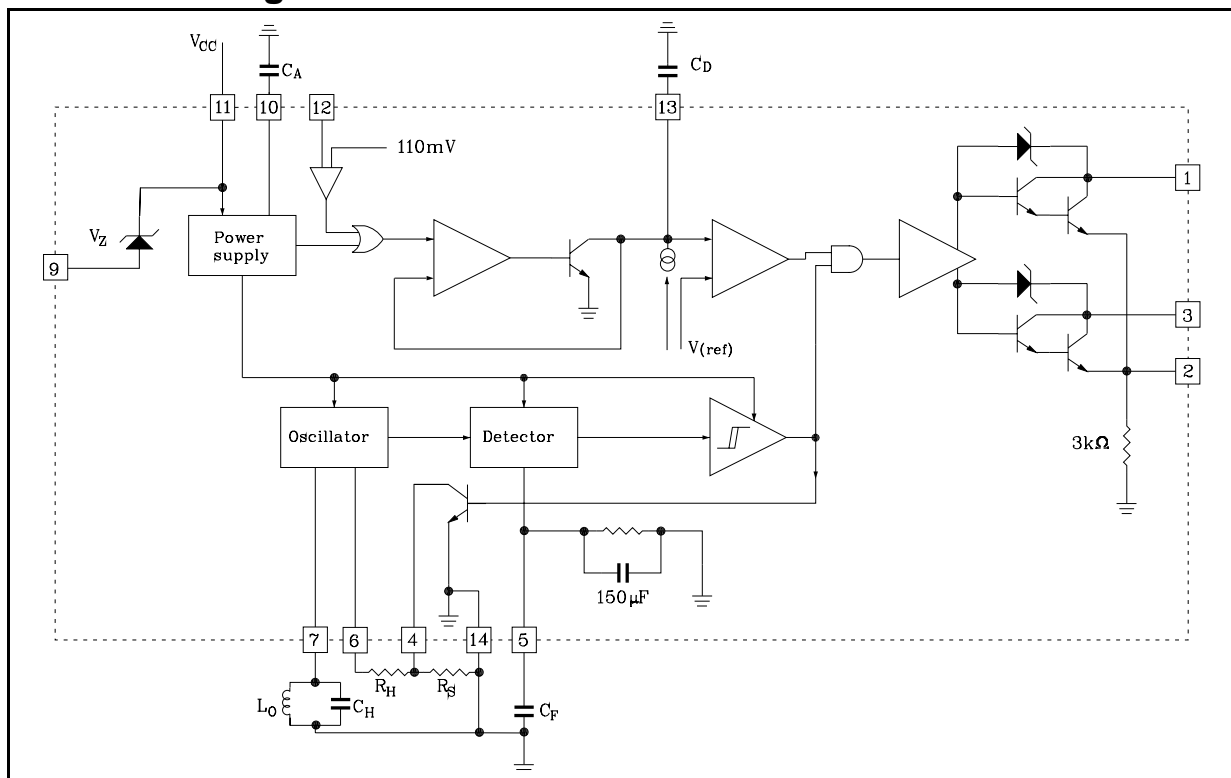 V_CC
C_A
C_D
11
10
12
13
110mV
1
V_Z
Power
supply
9
V(ref)
3
2
Oscillator
Detector
3kΩ
150μF
7
6
4
14
5
R_H
R_S
L_O
C_H
C_F